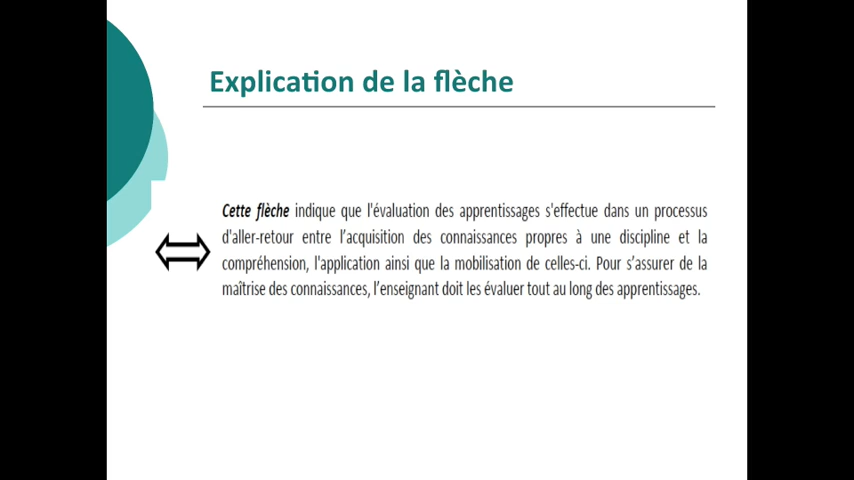 Explication de la flèche
Cette flèche indique que l'évaluation des apprentissages s'effectue dans un processus
d'aller-retour entre l’acquisition des connaissances propres à une discipline et la
compréhension, l'application ainsi que la mobilisation de celles-ci. Pour s’assurer de la
maîtrise des connaissances, l’enseignant doit les évaluer tout au long des apprentissages.